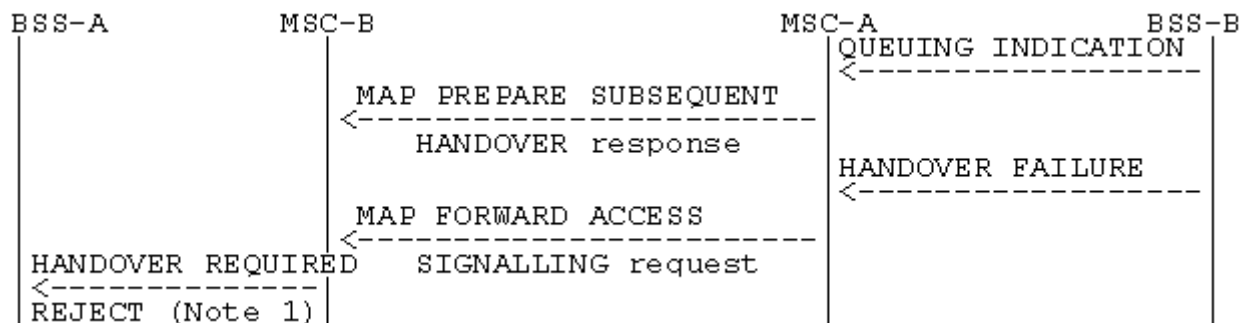 BSS-A MSC-B MSC-A BSS-B
QUEUING INDICATION
MAP PREPARE SUBSEQUENT
HANDOVER response
HANDOVER FAILURE
MAP FORWARD ACCESS
HANDOVER REQUIRED SIGNALLING request
REJECT (Note 1)